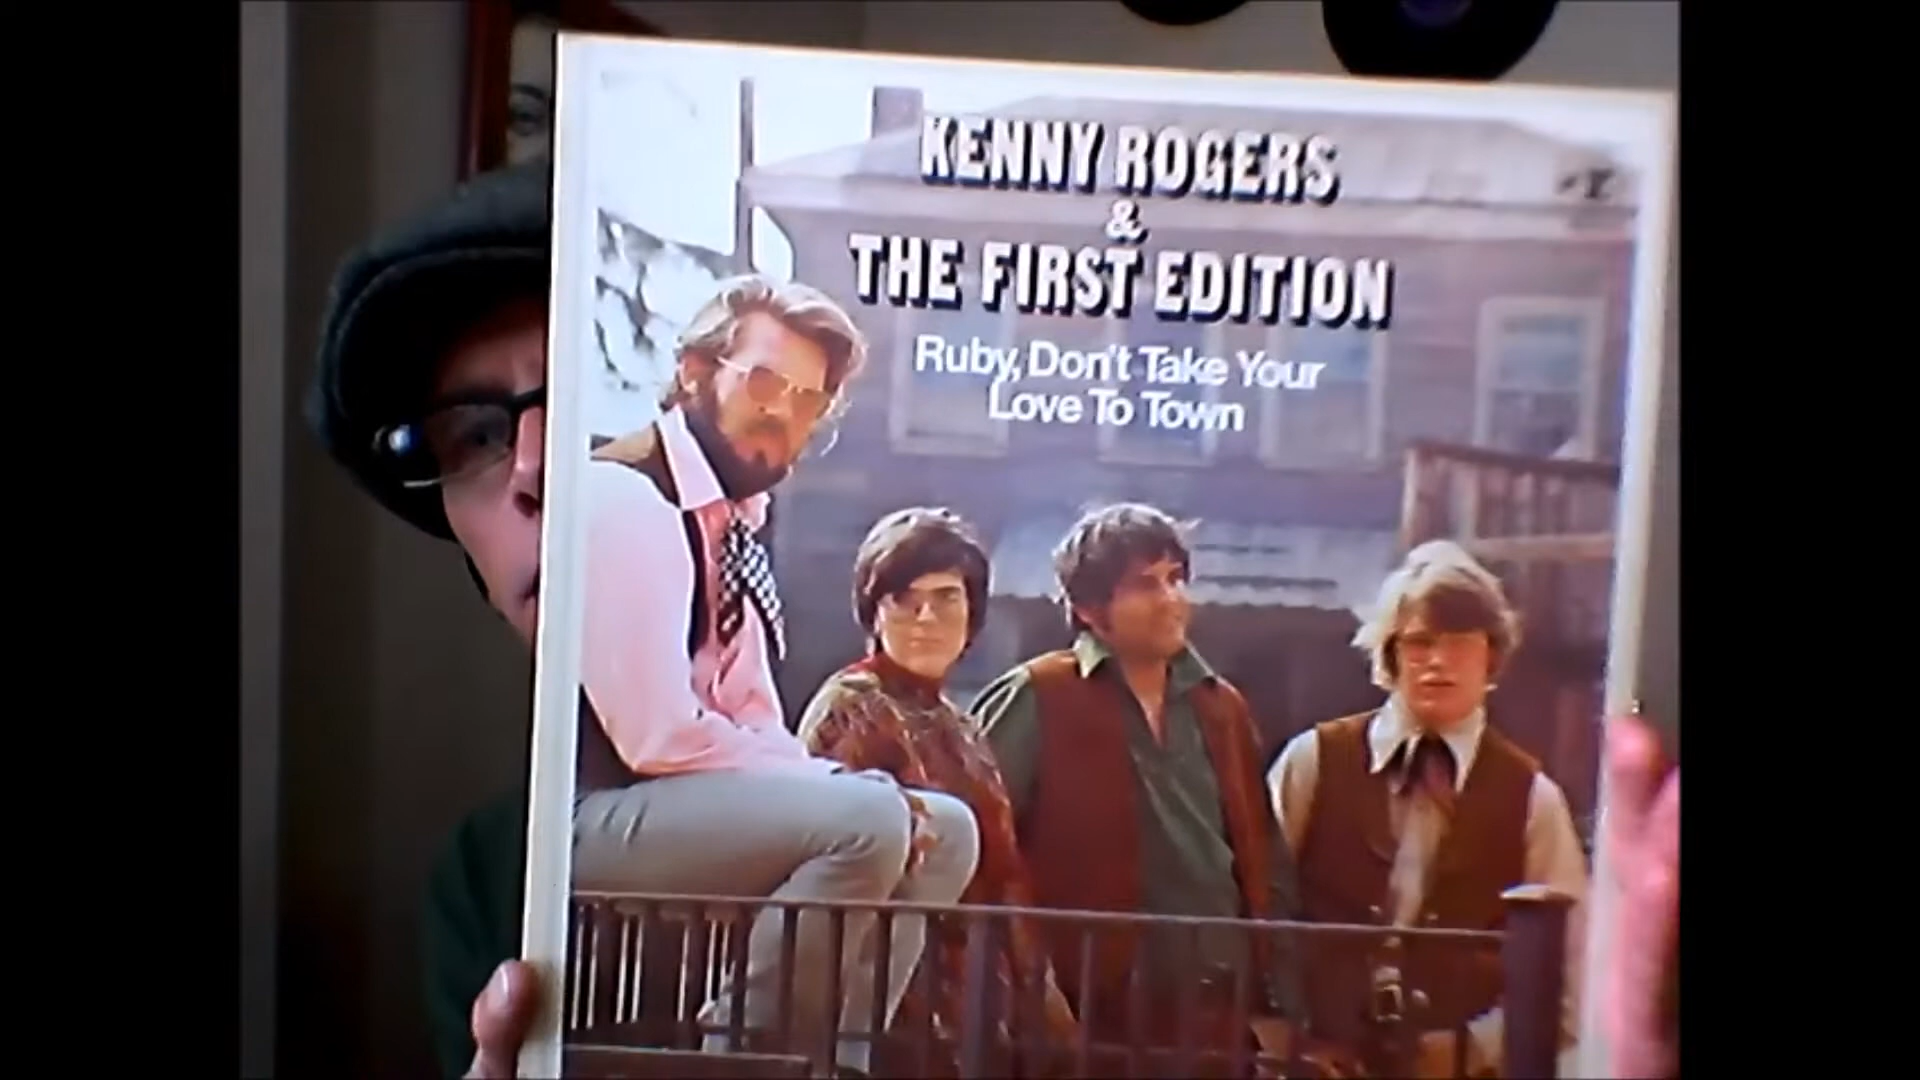 KENNY ROGERS
&
THE FIRST EDITION
Ruby, Don't Take Your
Love To Town